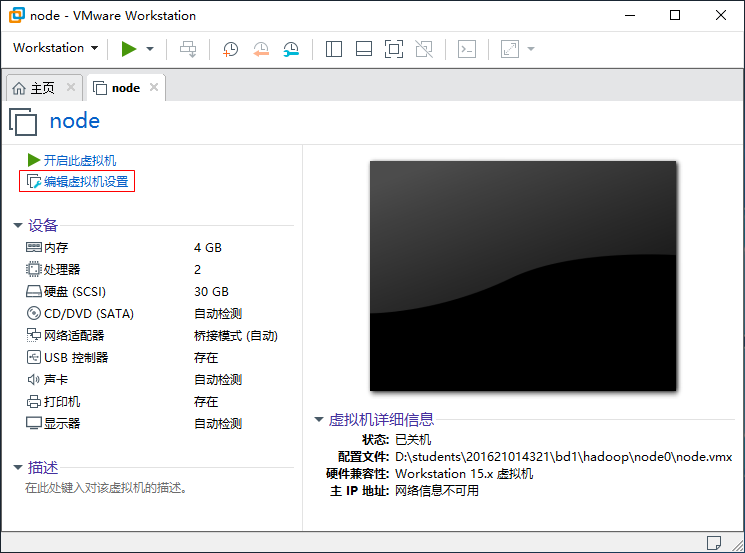 node - VMware Workstation
Workstation
主页
node
node
开启此虚拟机
编辑虚拟机设置
设备
内存 4 GB
处理器 2
硬盘 (SCSI) 30 GB
CD/DVD (SATA) 自动检测
网络适配器 桥接模式 (自动)
USB 控制器 存在
声卡 自动检测
打印机 存在
显示器 自动检测
描述
在此处键入对该虚拟机的描述。
虚拟机详细信息
状态: 已关机
配置文件: D:\students\201621014321\bd1\hadoop\node0\node.vmx
硬件兼容性: Workstation 15.x 虚拟机
主 IP 地址: 网络信息不可用